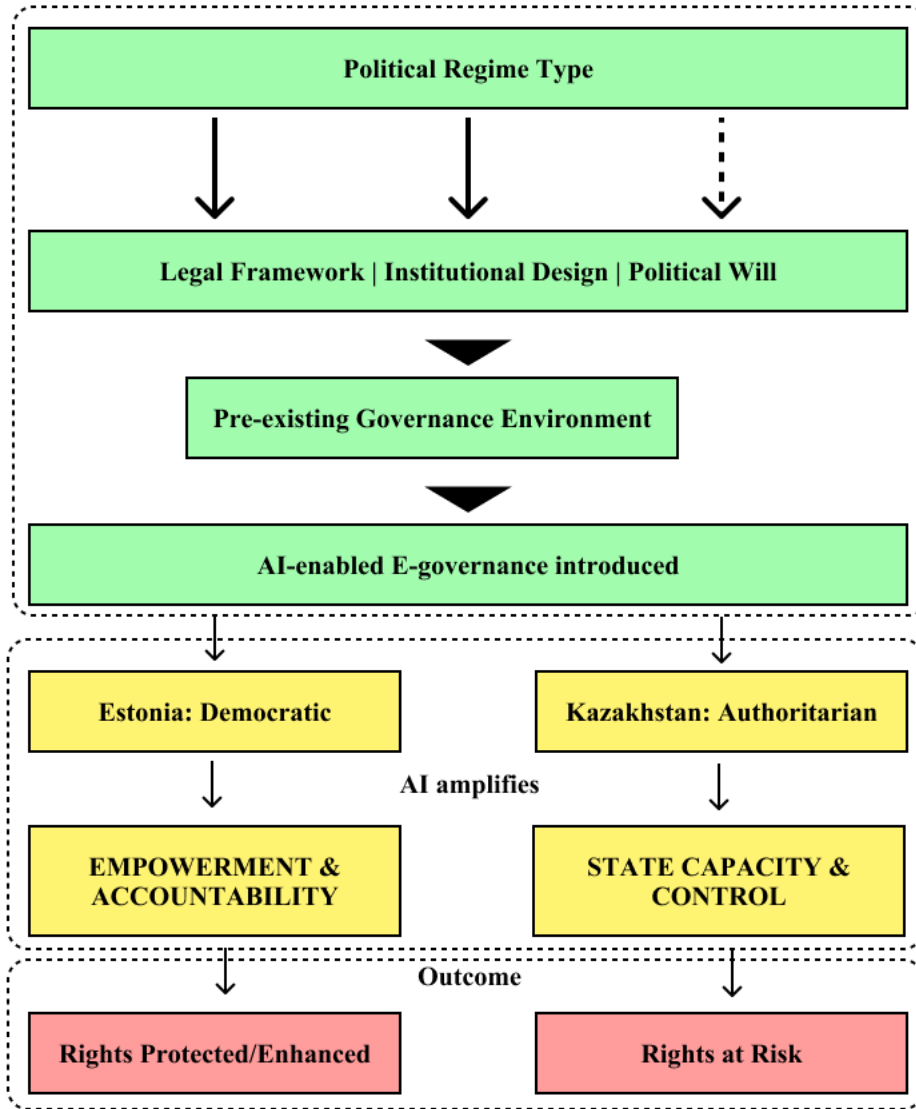 Political Regime Type
Legal Framework | Institutional Design | Political Will
Pre-existing Governance Environment
AI-enabled E-governance introduced
Estonia: Democratic
Kazakhstan: Authoritarian
AI amplifies
EMPOWERMENT &
ACCOUNTABILITY
STATE CAPACITY &
CONTROL
Outcome
Rights Protected/Enhanced
Rights at Risk